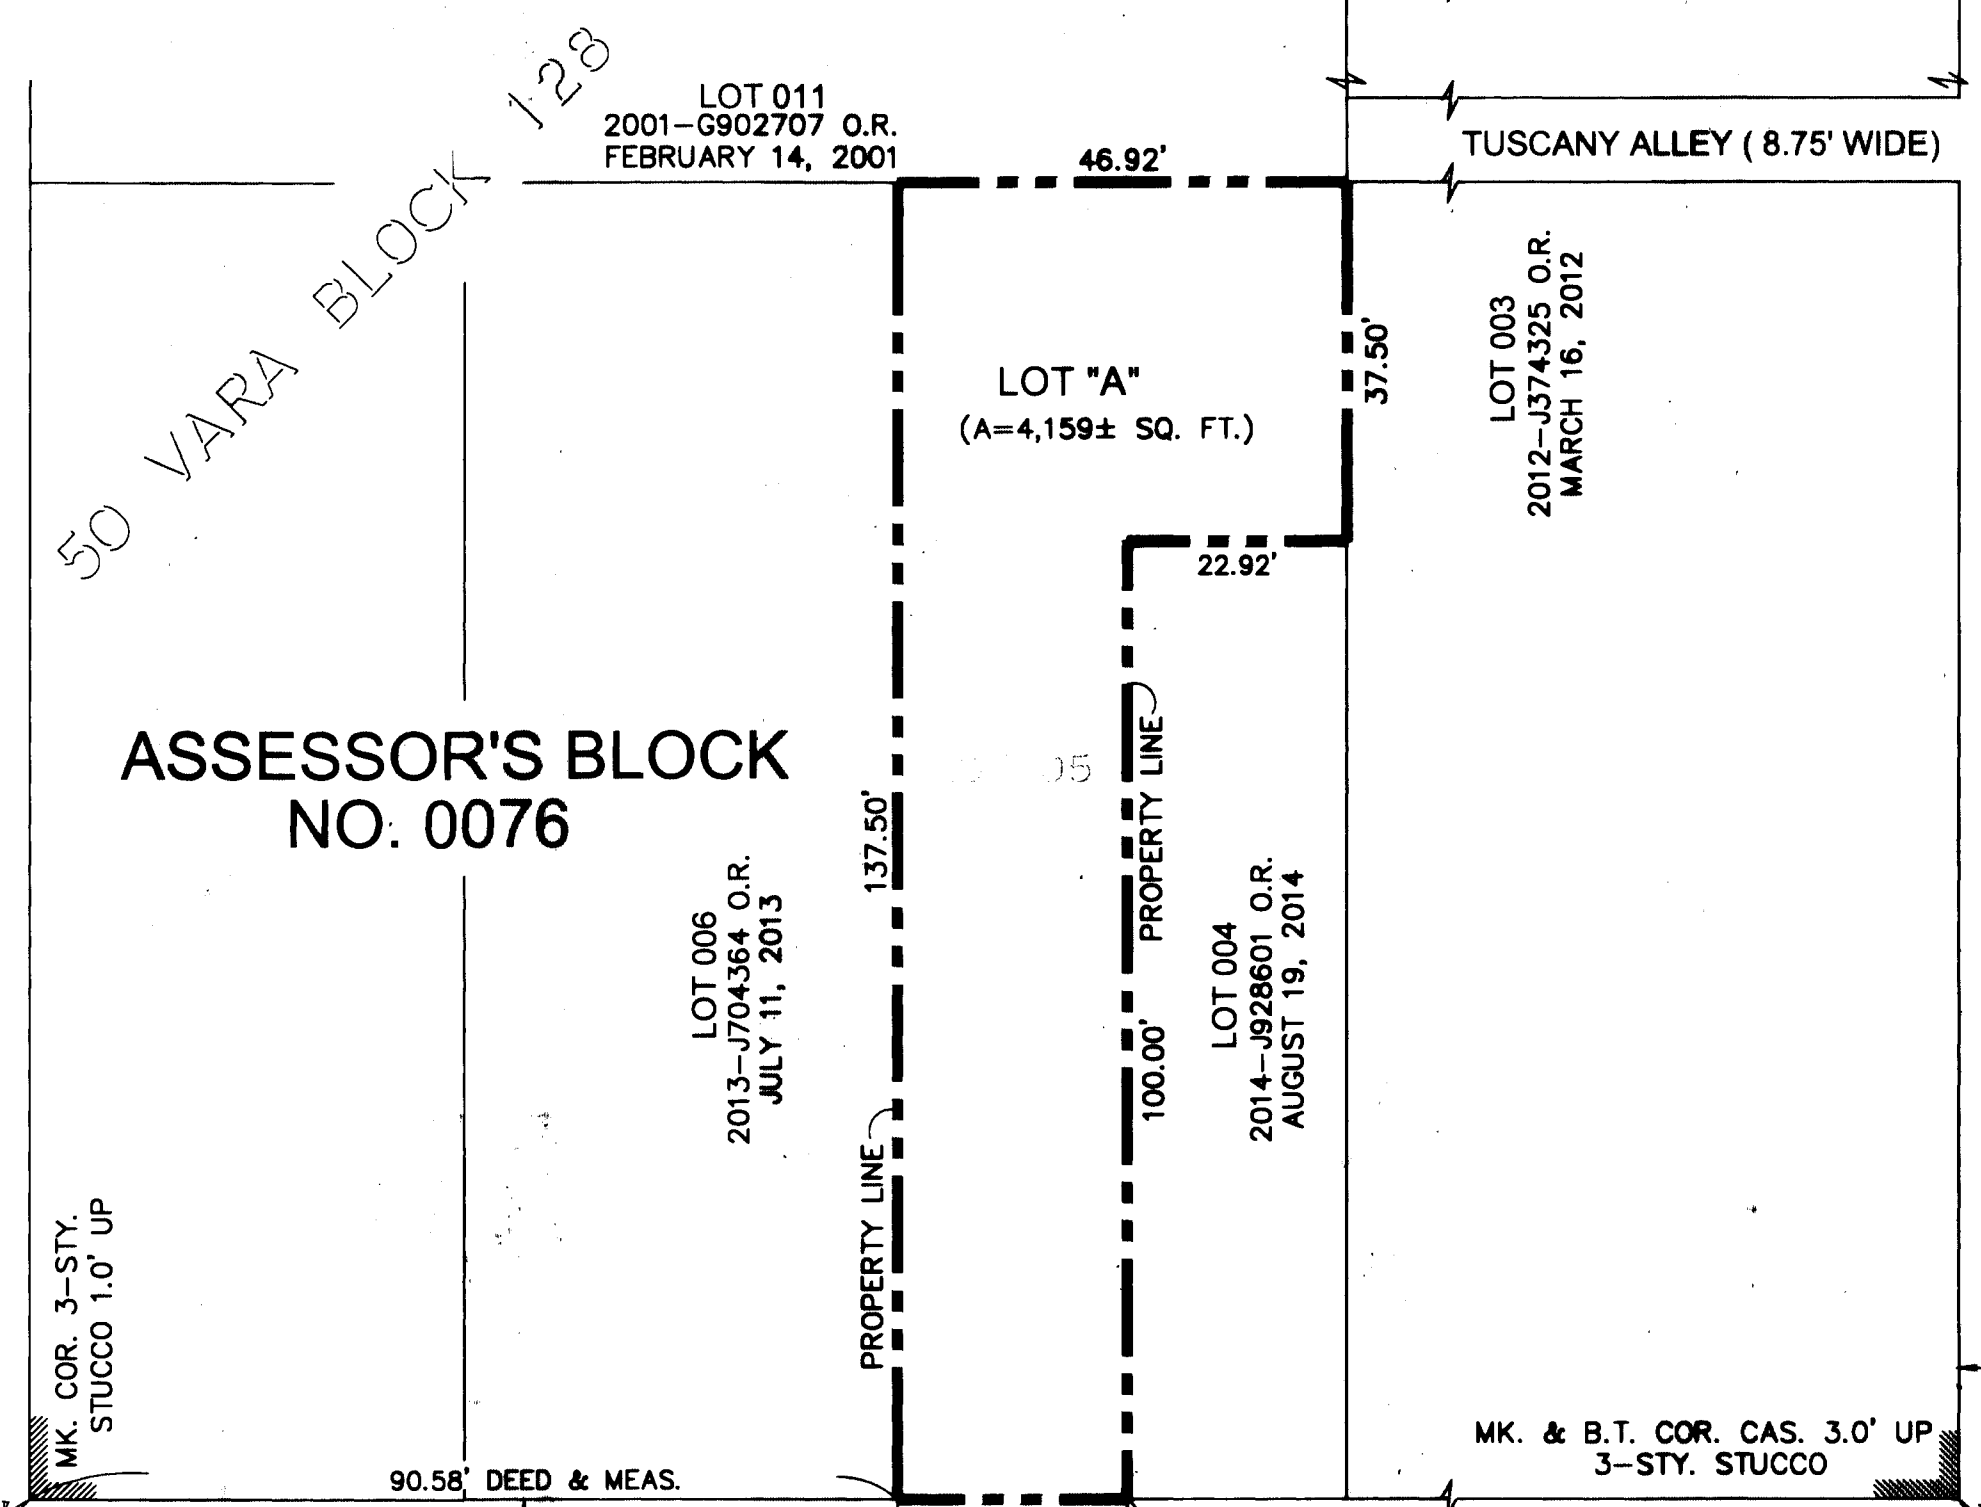 LOT 011
2001-G902707 O.R.
FEBRUARY 14, 2001
46.92'
TUSCANY ALLEY ( 8.75' WIDE)
50 VARA BLOCK 128
LOT "A"
(A=4,159± SQ. FT.)
37.50'
LOT 003
2012-J374325 O.R.
MARCH 16, 2012
22.92'
ASSESSOR'S BLOCK
NO. 0076
137.50'
PROPERTY LINE
100.00'
LOT 006
2013-J704364 O.R.
JULY 11, 2013
LOT 004
2014-J928601 O.R.
AUGUST 19, 2014
PROPERTY LINE
MK. COR. 3-STY.
STUCCO 1.0' UP
90.58' DEED & MEAS.
MK. & B.T. COR. CAS. 3.0' UP
3-STY. STUCCO